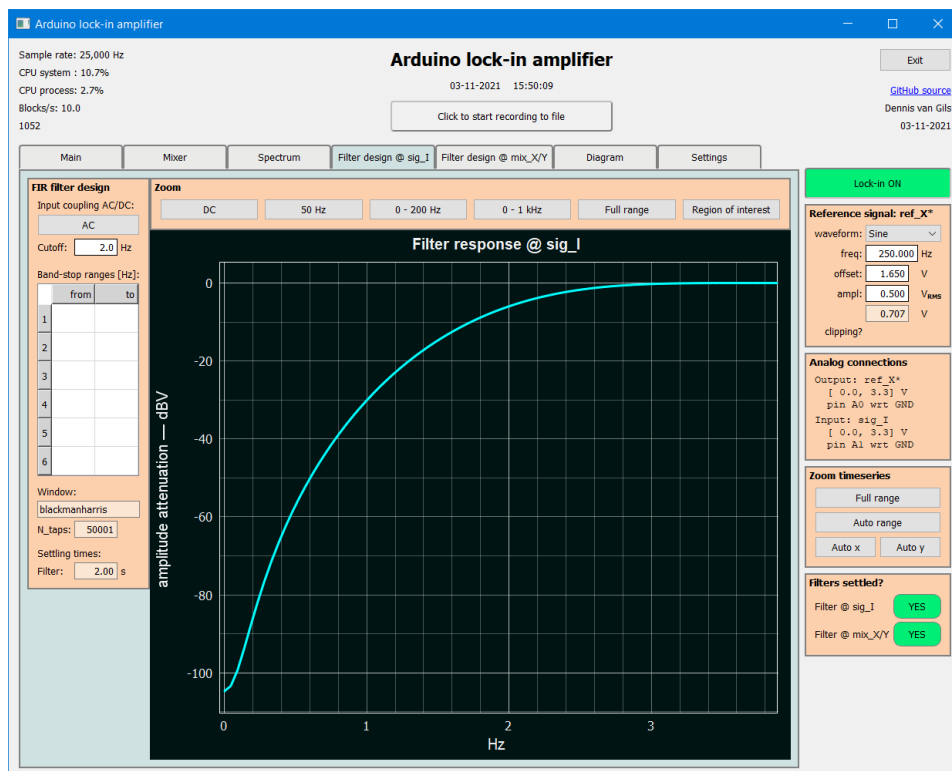 Arduino lock-in amplifier
Sample rate: 25,000 Hz
CPU system : 10.7%
CPU process: 2.7%
Blocks/s: 10.0
1052
Arduino lock-in amplifier
03-11-2021 15:50:09
Click to start recording to file
Exit
GitHub source
Dennis van Gils
03-11-2021
Main Mixer Spectrum Filter design @ sig_I Filter design @ mix_X/Y Diagram Settings
FIR filter design
Input coupling AC/DC:
AC
Cutoff: 2.0 Hz
Band-stop ranges [Hz]:
from to
1
2
3
4
5
6
Window:
blackmanharris
N_taps: 50001
Settling times:
Filter: 2.00 s
Zoom
DC 50 Hz 0 - 200 Hz 0 - 1 kHz Full range Region of interest
Filter response @ sig_I
amplitude attenuation — dBV
0
-20
-40
-60
-80
-100
0 1 2 3
Hz
Lock-in ON
Reference signal: ref_X*
waveform: Sine
freq: 250.000 Hz
offset: 1.650 V
ampl: 0.500 VRMS
0.707 V
clipping?
Analog connections
Output: ref_X*
[ 0.0, 3.3] V
pin A0 wrt GND
Input: sig_I
[ 0.0, 3.3] V
pin A1 wrt GND
Zoom timeseries
Full range
Auto range
Auto x Auto y
Filters settled?
Filter @ sig_I YES
Filter @ mix_X/Y YES